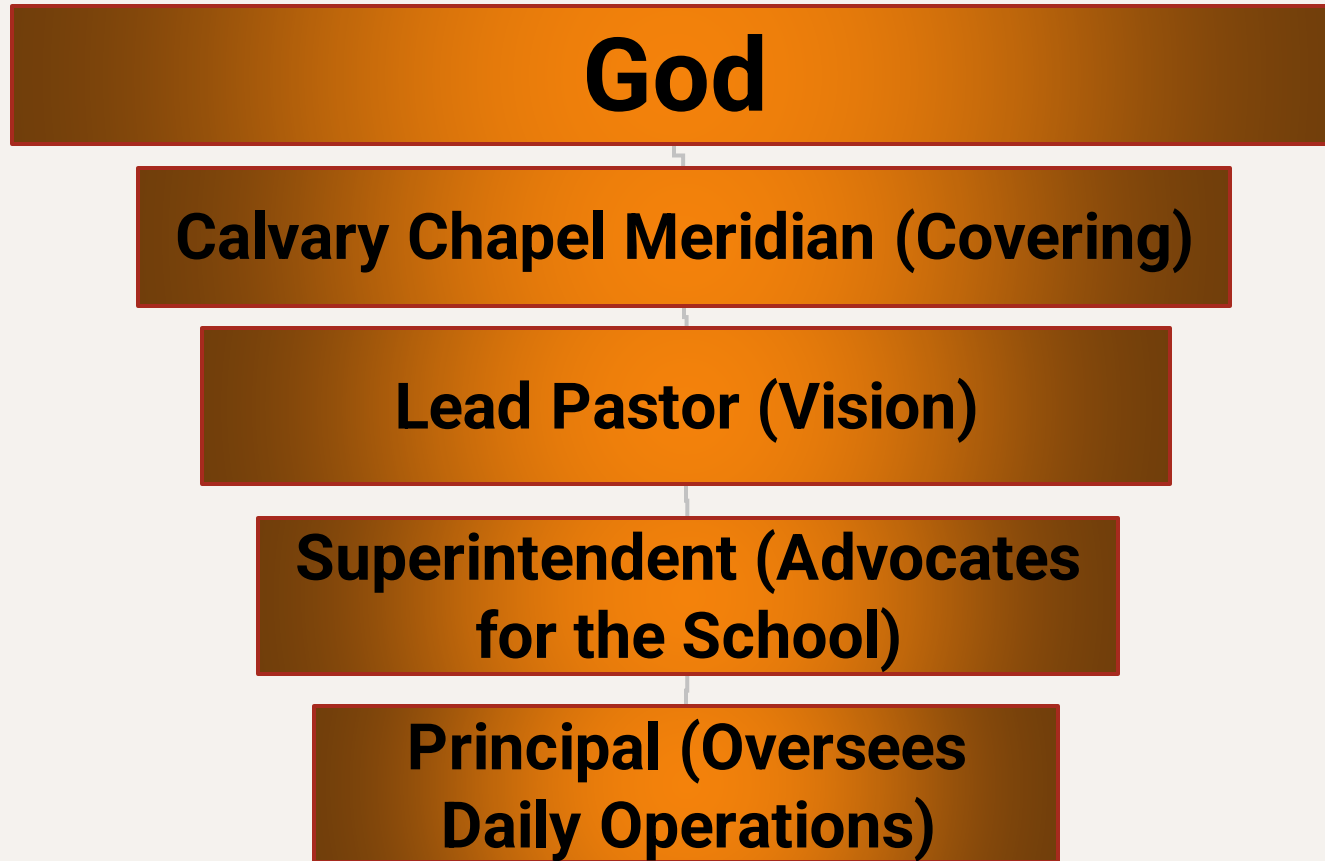 God
Calvary Chapel Meridian (Covering)
Lead Pastor (Vision)
Superintendent (Advocates
for the School)
Principal (Oversees
Daily Operations)